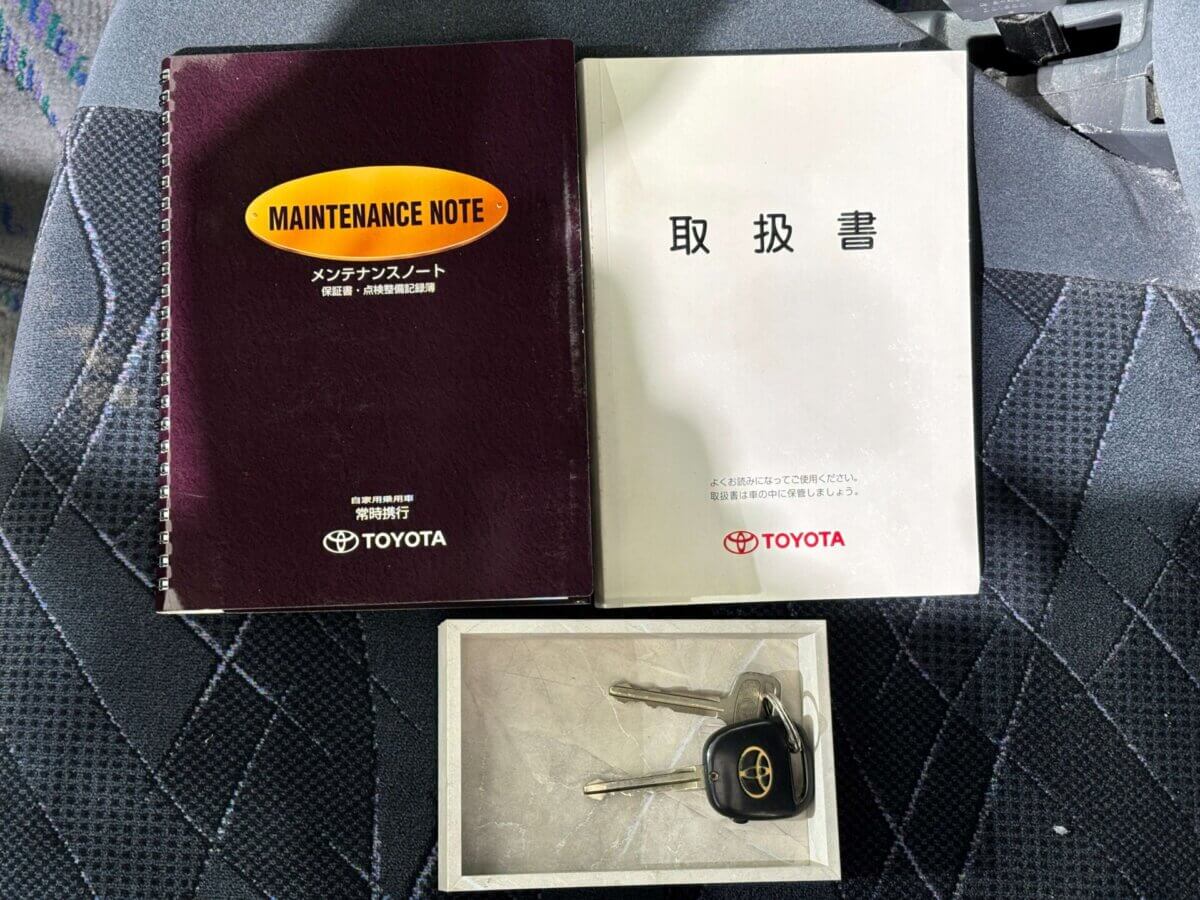 MAINTENANCE NOTE
メンテナンスノート
保証書・点検整備記録簿
自家用乗用車
常時携行
TOYOTA
取扱書
よくお読みになってご使用ください。
取扱書は車の中に保管しましょう。
TOYOTA